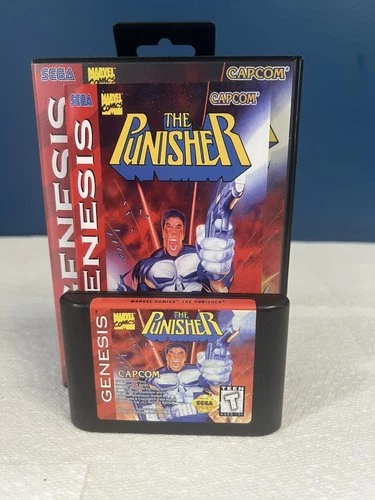 SEGA
MARVEL
COMICS
CAPCOM
GENESIS
SEGA
MARVEL
COMICS
CAPCOM
GENESIS
THE
PUNISHER
MARVEL COMICS™ THE PUNISHER
MARVEL
COMICS
THE
PUNISHER
GENESIS
CAPCOM
SEGA
TEEN
T